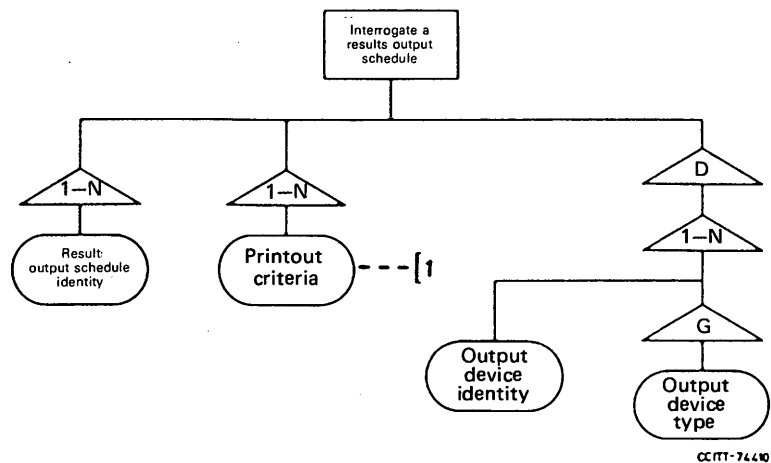 Interrogate a
results output
schedule
1–N
1–N
D
1–N
Result:
output schedule
identity
Printout
criteria
[1
G
Output
device
identity
Output
device
type
CCITT-74410